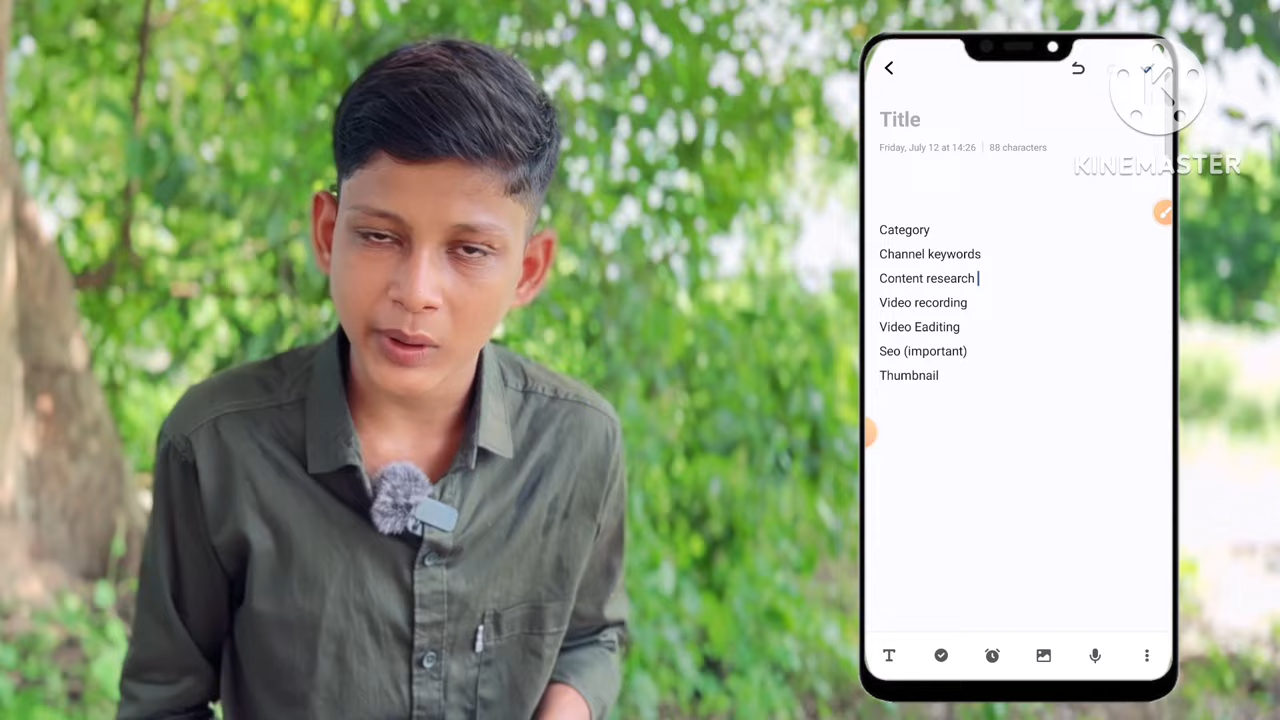 Title
Friday, July 12 at 14:26 | 88 characters
KINEMASTER
Category
Channel keywords
Content research
Video recording
Video Eaditing
Seo (important)
Thumbnail